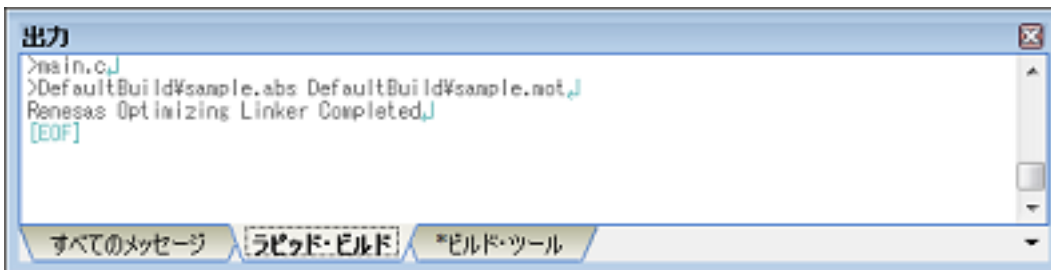 出力
>main.c↲
>DefaultBuild¥sample.abs DefaultBuild¥sample.mot↲
Renesas Optimizing Linker Completed↲
[EOF]
すべてのメッセージ ラピッド・ビルド *ビルド・ツール